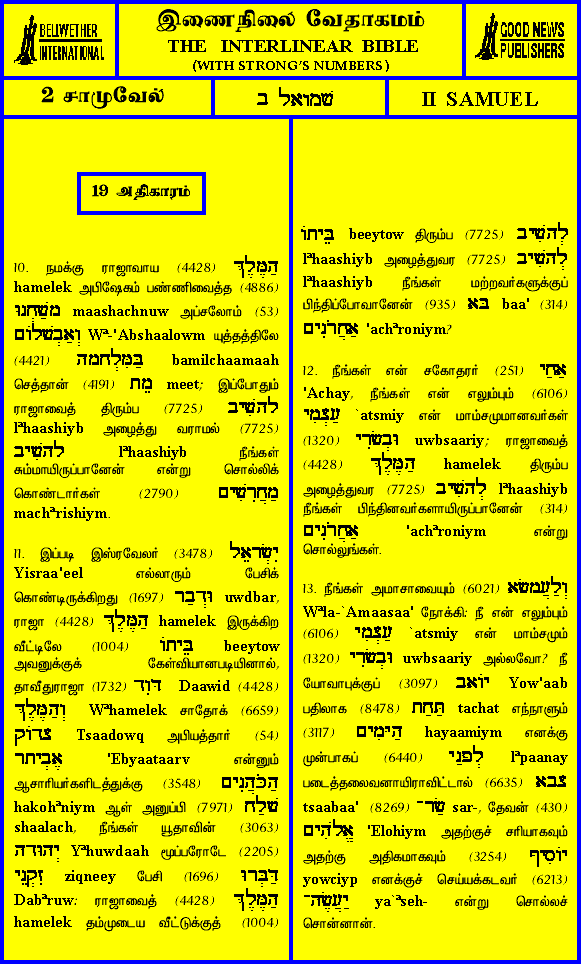 BELLWETHER
INTERNATIONAL
இணைநிலை வேதாகமம்
THE INTERLINEAR BIBLE
(WITH STRONG'S NUMBERS)
GOOD NEWS
PUBLISHERS
2 சாமுவேல்
שמואל ב
II SAMUEL
19 அதிகாரம்
10. நமக்கு ராஜாவாய (4428) הַמֶּלֶךְ
hamelek அபிஷேகம் பண்ணிவைத்த (4886)
מָשַׁחְנוּ maashachnuw அப்சலோம் (53)
וְאַבְשָׁלוֹם Wª-'Abshaalowm யுத்தத்திலே
(4421) בַּמִּלְחָמָה bamilchaamaah
செத்தான் (4191) מֵת meet; இப்போதும்
ராஜாவைத் திரும்ப (7725) לְהָשִׁיב
lªhaashiyb அழைத்து வராமல் (7725)
לְהָשִׁיב lªhaashiyb நீங்கள்
சும்மாயிருப்பானேன் என்று சொல்லிக்
கொண்டார்கள் (2790) מַחֲרִשִׁים
machªrishiym.
11. இப்படி இஸ்ரவேலர் (3478) יִשְׂרָאֵל
Yisraa'eel எல்லாரும் பேசிக்
கொண்டிருக்கிறது (1697) וּדְבַר uwdbar,
ராஜா (4428) הַמֶּלֶךְ hamelek இருக்கிற
வீட்டிலே (1004) בֵּיתוֹ beeytow
அவனுக்குக் கேள்வியானபடியினால்,
தாவீதுராஜா (1732) דָּוִד Daawid (4428)
וְהַמֶּלֶךְ Wªhamelek சாதோக் (6659)
צָדוֹק Tsaadowq அபியத்தார் (54)
אֶבְיָתָר 'Ebyaataarv என்னும்
ஆசாரியர்களிடத்துக்கு (3548) הַכֹּהֲנִים
hakohªniym ஆள் அனுப்பி (7971) שָׁלַח
shaalach, நீங்கள் யூதாவின் (3063)
יְהוּדָה Yªhuwdaah மூப்பரோடே (2205)
זִקְנֵי ziqneey பேசி (1696) דַּבְּרוּ
Dabªruw: ராஜாவைத் (4428) הַמֶּלֶךְ
hamelek தம்முடைய வீட்டுக்குத் (1004)
בֵּיתוֹ beeytow திரும்ப (7725) לְהָשִׁיב
lªhaashiyb அழைத்துவர (7725) לְהָשִׁיב
lªhaashiyb நீங்கள் மற்றவர்களுக்குப்
பிந்திப்போவானேன் (935) בֹּא baa' (314)
אַחֲרֹנִים 'achªroniym?
12. நீங்கள் என் சகோதரர் (251) אַחַי
'Achay, நீங்கள் என் எலும்பும் (6106)
עַצְמִי `atsmiy என் மாம்சமுமானவர்கள்
(1320) וּבְשָׂרִי uwbsaariy; ராஜாவைத்
(4428) הַמֶּלֶךְ hamelek திரும்ப
அழைத்துவர (7725) לְהָשִׁיב lªhaashiyb
நீங்கள் பிந்தினவர்களாயிருப்பானேன் (314)
אַחֲרֹנִים 'achªroniym என்று
சொல்லுங்கள்.
13. நீங்கள் அமாசாவையும் (6021) וְלַעֲמָשָׂא
Wªla-`Amaasaa' நோக்கி: நீ என் எலும்பும்
(6106) עַצְמִי `atsmiy என் மாம்சமும்
(1320) וּבְשָׂרִי uwbsaariy அல்லவோ? நீ
யோவாபுக்குப் (3097) יוֹאָב Yow'aab
பதிலாக (8478) תַּחַת tachat எந்நாளும்
(3117) הַיָּמִים hayaamiym எனக்கு
முன்பாகப் (6440) לְפָנַי lªpaanay
படைத்தலைவனாயிராவிட்டால் (6635) צָבָא
tsaabaa' (8269) שַׂר־ sar-, தேவன் (430)
אֱלֹהִים 'Elohiym அதற்குச் சரியாகவும்
அதற்கு அதிகமாகவும் (3254) יוֹסִיף
yowciyp எனக்குச் செய்யக்கடவர் (6213)
יַעֲשֶׂה־ ya`ªseh- என்று சொல்லச்
சொன்னான்.